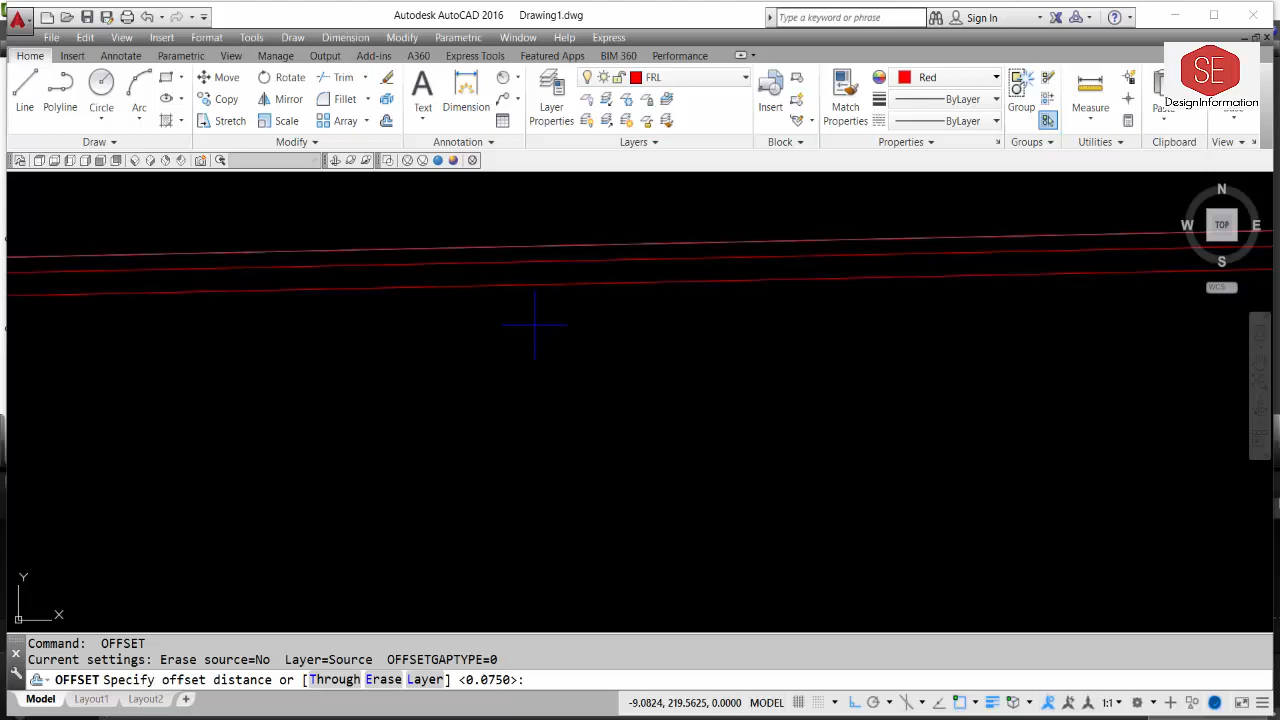 Autodesk AutoCAD 2016 Drawing1.dwg
Type a keyword or phrase
Sign In
File Edit View Insert Format Tools Draw Dimension Modify Parametric Window Help Express
Home Insert Annotate Parametric View Manage Output Add-ins A360 Express Tools Featured Apps BIM 360 Performance
Line
Polyline
Circle
Arc
Move
Rotate
Trim
Copy
Mirror
Fillet
Stretch
Scale
Array
Text
Dimension
Layer
Properties
FRL
Insert
Match
Properties
Red
ByLayer
ByLayer
Group
Measure
Paste
SE
DesignInformation
Draw Modify Annotation Layers Block Properties Groups Utilities Clipboard View
N
W TOP E
S
WCS
Y
X
Command: OFFSET
Current settings: Erase source=No Layer=Source OFFSETGAPTYPE=0
OFFSET Specify offset distance or [Through Erase Layer] <0.0750>:
Model Layout1 Layout2 +
-9.0824, 219.5625, 0.0000 MODEL
1:1